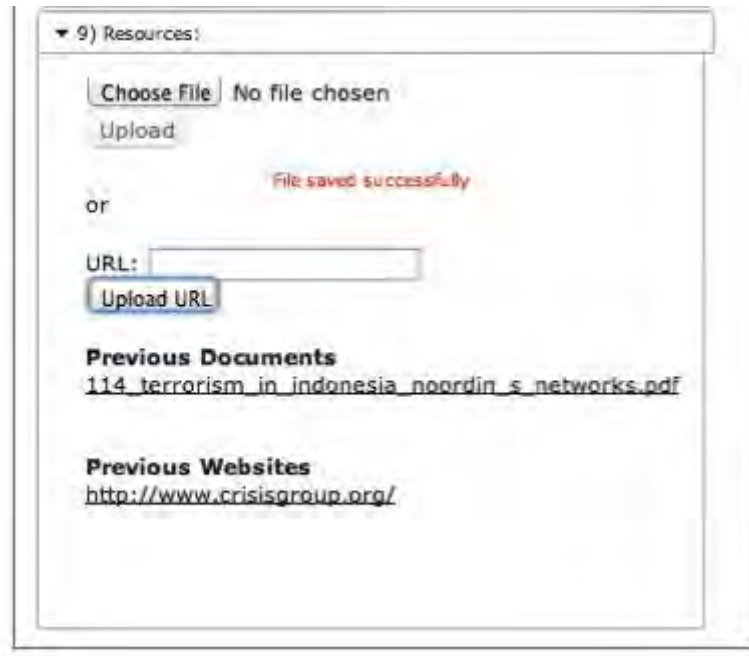 9) Resources:
Choose File No file chosen
Upload
File saved successfully
or
URL:
Upload URL
Previous Documents
114_terrorism_in_indonesia_noordin_s_networks.pdf
Previous Websites
http://www.crisisgroup.org/